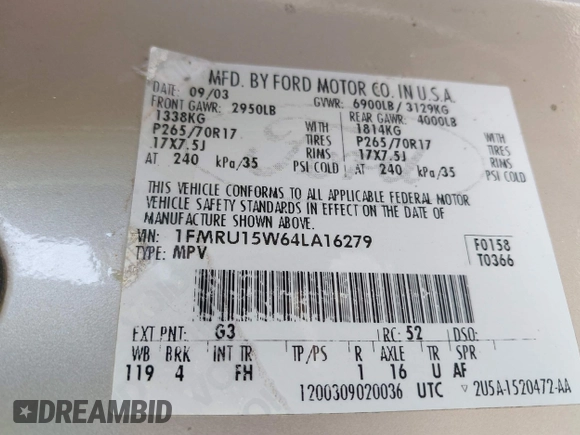 MFD. BY FORD MOTOR CO. IN U.S.A.
DATE: 09/03 GVWR: 6900LB/ 3129KG
FRONT GAWR: 2950LB REAR GAWR: 4000LB
1338KG WITH 1814KG WITH
P265/70R17 TIRES P265/70R17 TIRES
17X7.5J RIMS 17X7.5J RIMS
AT 240 kPa/35 PSI COLD AT 240 kPa/35 PSI COLD
THIS VEHICLE CONFORMS TO ALL APPLICABLE FEDERAL MOTOR
VEHICLE SAFETY STANDARDS IN EFFECT ON THE DATE OF
MANUFACTURE SHOWN ABOVE.
VIN: 1FMRU15W64LA16279 F0158
TYPE: MPV T0366
EXT PNT: G3 RC: 52 DSO:
WB BRK INT TR TP/PS R AXLE TR SPR
119 4 FH 1 16 U AF
1200309020036 UTC 2U5A-1520472-AA
DREAMBID DREAMBID